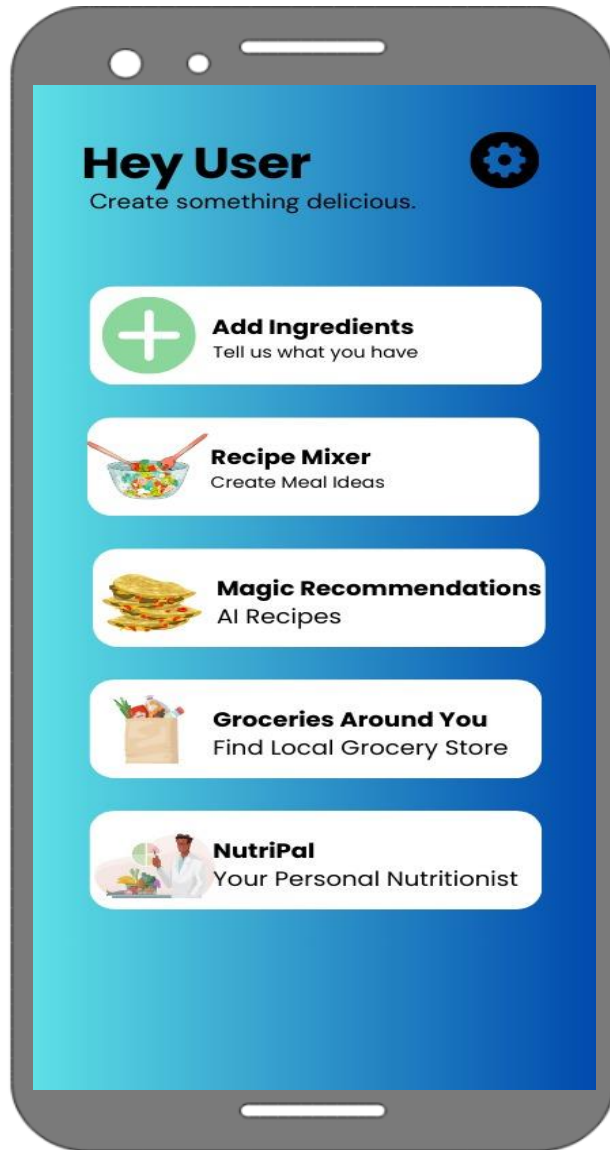 Hey User
Create something delicious.
Add Ingredients
Tell us what you have
Recipe Mixer
Create Meal Ideas
Magic Recommendations
AI Recipes
Groceries Around You
Find Local Grocery Store
NutriPal
Your Personal Nutritionist